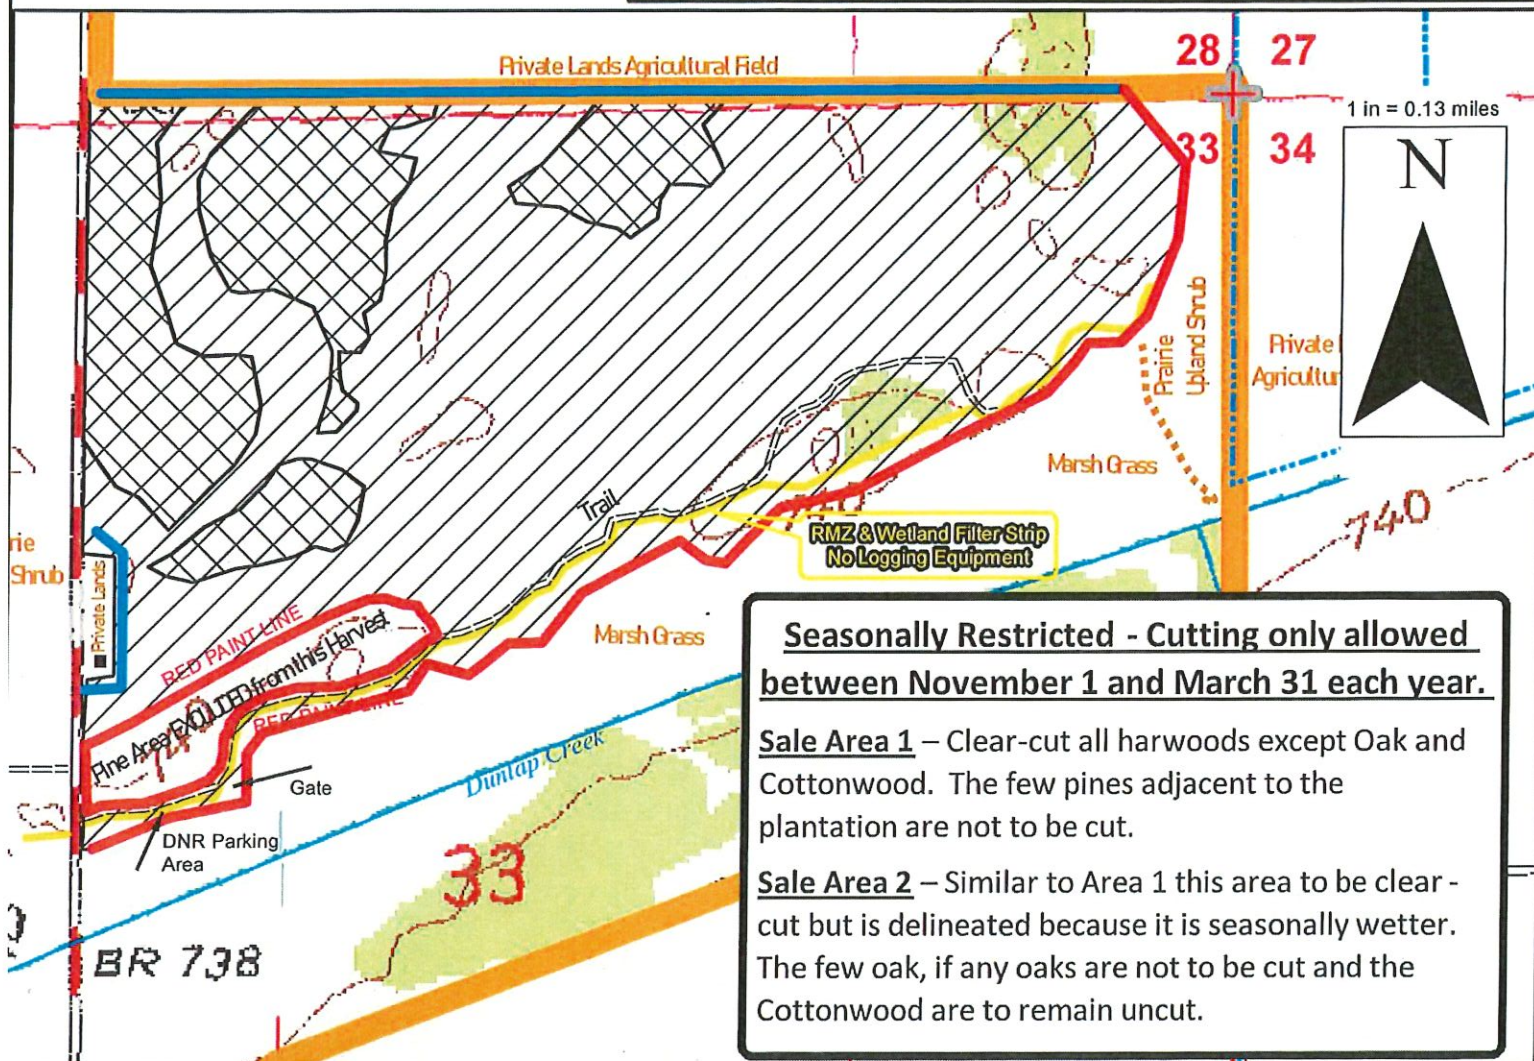 Private Lands Agricultural Field
28
27
33
34
1 in = 0.13 miles
N
Prairie
Upland Shrub
Private
Agricultur
Marsh Grass
740
Trail
RMZ & Wetland Filter Strip
No Logging Equipment
rie
Shrub
Private Lands
RED PAINT LINE
Pine Area EXCLUDED from this Harvest
Marsh Grass
RED PAINT LINE
Gate
DNR Parking
Area
Dunlap Creek
33
BR 738
Seasonally Restricted - Cutting only allowed
between November 1 and March 31 each year.
Sale Area 1 – Clear-cut all harwoods except Oak and
Cottonwood. The few pines adjacent to the
plantation are not to be cut.
Sale Area 2 – Similar to Area 1 this area to be clear -
cut but is delineated because it is seasonally wetter.
The few oak, if any oaks are not to be cut and the
Cottonwood are to remain uncut.